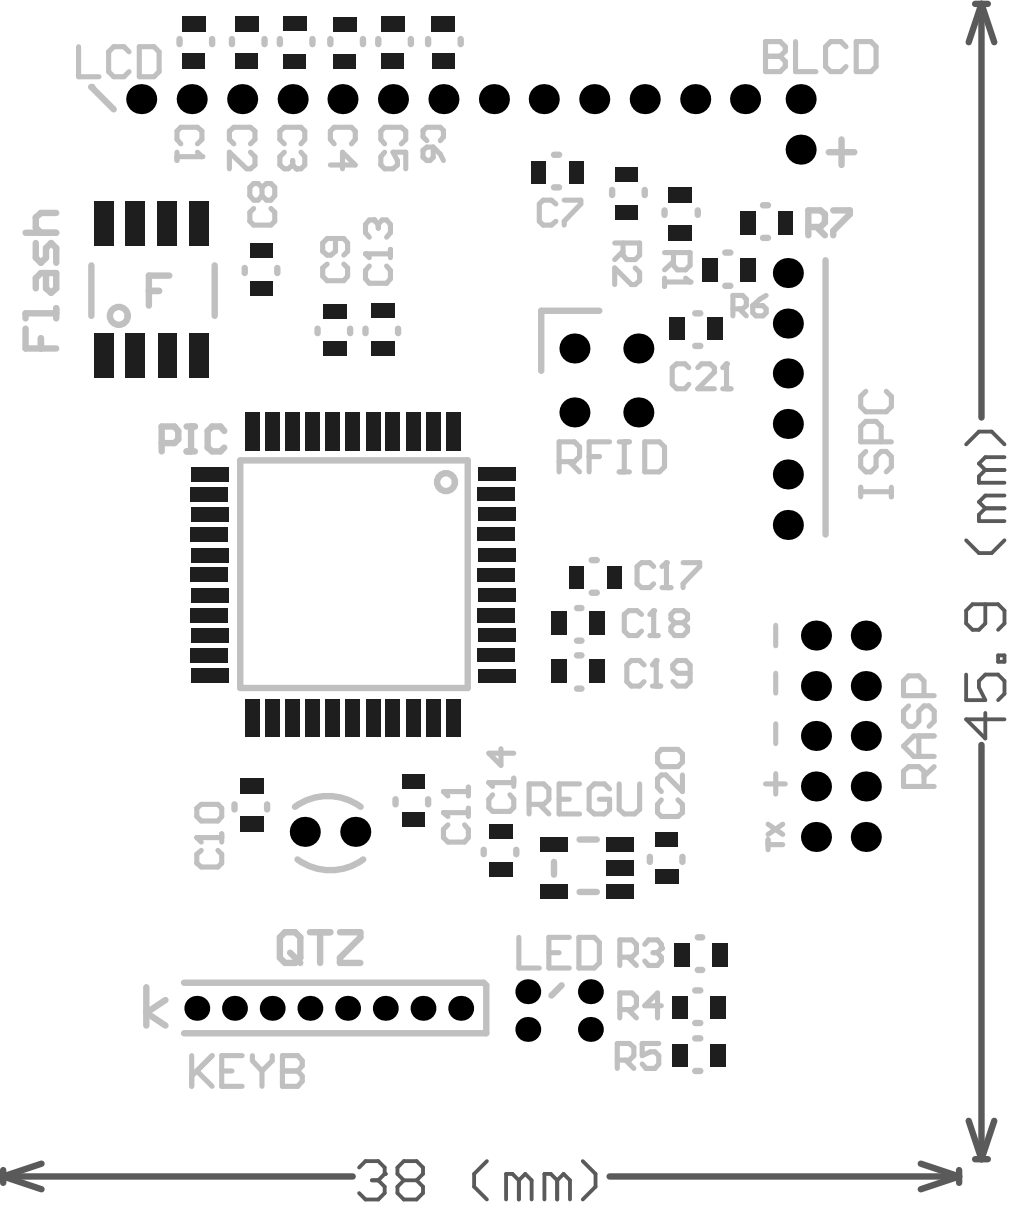 LCD
BLCD
C1
C2
C3
C4
C5
C6
+
C7
C8
Flash
F
C9
C13
R2
R1
R7
R6
C21
PIC
RFID
ISPC
C17
C18
C19
45.9 (mm)
RASP
+
TX
C10
C11
C14
REGU
C20
QTZ
LED
R3
R4
R5
K
KEYB
38 (mm)